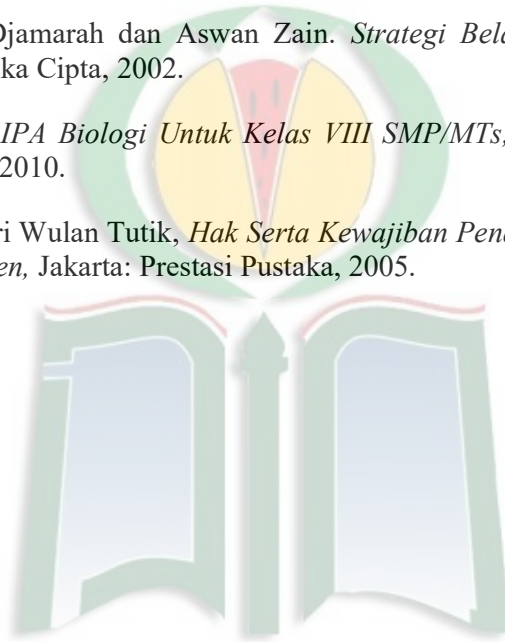 Djamarah dan Aswan Zain. Strategi Bela
ka Cipta, 2002.
IPA Biologi Untuk Kelas VIII SMP/MTs,
2010.
ri Wulan Tutik, Hak Serta Kewajiban Pen
en, Jakarta: Prestasi Pustaka, 2005.